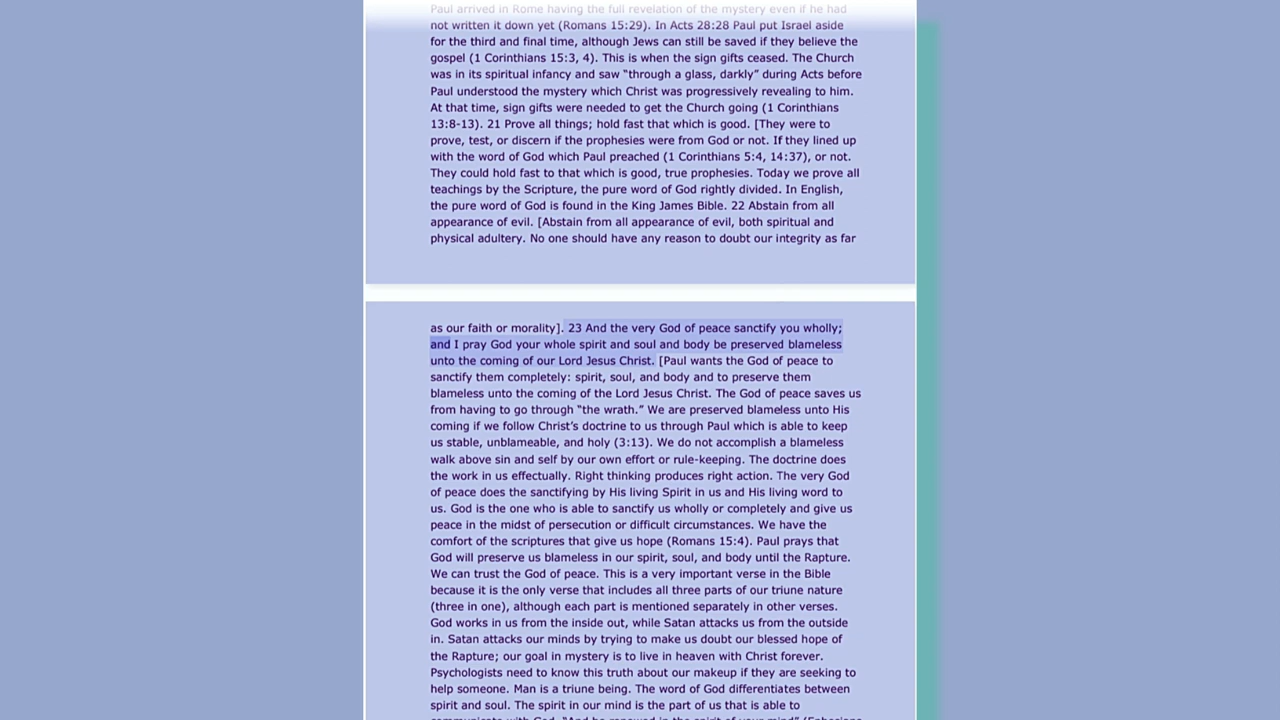 Paul arrived in Rome having the full revelation of the mystery even if he had
not written it down yet (Romans 15:29). In Acts 28:28 Paul put Israel aside
for the third and final time, although Jews can still be saved if they believe the
gospel (1 Corinthians 15:3, 4). This is when the sign gifts ceased. The Church
was in its spiritual infancy and saw “through a glass, darkly” during Acts before
Paul understood the mystery which Christ was progressively revealing to him.
At that time, sign gifts were needed to get the Church going (1 Corinthians
13:8-13). 21 Prove all things; hold fast that which is good. [They were to
prove, test, or discern if the prophesies were from God or not. If they lined up
with the word of God which Paul preached (1 Corinthians 5:4, 14:37), or not.
They could hold fast to that which is good, true prophesies. Today we prove all
teachings by the Scripture, the pure word of God rightly divided. In English,
the pure word of God is found in the King James Bible. 22 Abstain from all
appearance of evil. [Abstain from all appearance of evil, both spiritual and
physical adultery. No one should have any reason to doubt our integrity as far
as our faith or morality]. 23 And the very God of peace sanctify you wholly;
and I pray God your whole spirit and soul and body be preserved blameless
unto the coming of our Lord Jesus Christ. [Paul wants the God of peace to
sanctify them completely: spirit, soul, and body and to preserve them
blameless unto the coming of the Lord Jesus Christ. The God of peace saves us
from having to go through “the wrath.” We are preserved blameless unto His
coming if we follow Christ’s doctrine to us through Paul which is able to keep
us stable, unblameable, and holy (3:13). We do not accomplish a blameless
walk above sin and self by our own effort or rule-keeping. The doctrine does
the work in us effectually. Right thinking produces right action. The very God
of peace does the sanctifying by His living Spirit in us and His living word to
us. God is the one who is able to sanctify us wholly or completely and give us
peace in the midst of persecution or difficult circumstances. We have the
comfort of the scriptures that give us hope (Romans 15:4). Paul prays that
God will preserve us blameless in our spirit, soul, and body until the Rapture.
We can trust the God of peace. This is a very important verse in the Bible
because it is the only verse that includes all three parts of our triune nature
(three in one), although each part is mentioned separately in other verses.
God works in us from the inside out, while Satan attacks us from the outside
in. Satan attacks our minds by trying to make us doubt our blessed hope of
the Rapture; our goal in mystery is to live in heaven with Christ forever.
Psychologists need to know this truth about our makeup if they are seeking to
help someone. Man is a triune being. The word of God differentiates between
spirit and soul. The spirit in our mind is the part of us that is able to
communicate with God. “And be renewed in the spirit of your mind” (Ephesians